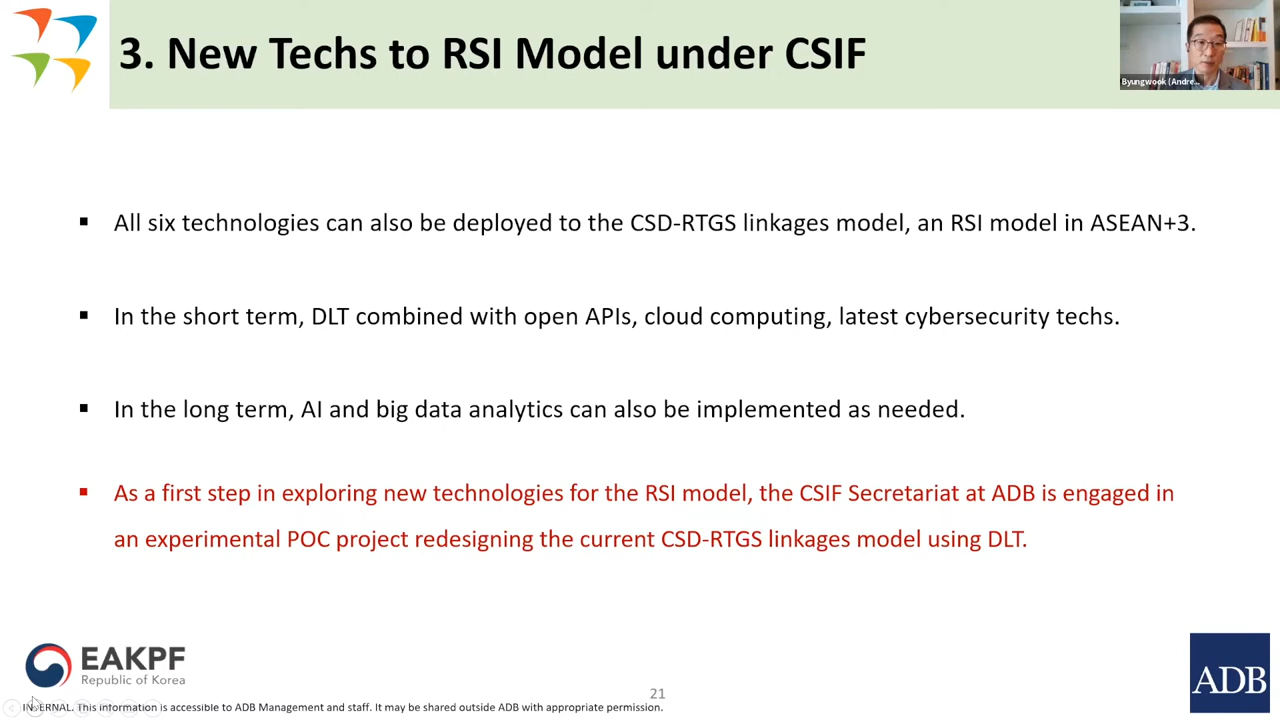 3. New Techs to RSI Model under CSIF
Byungwook (Andre...
▪ All six technologies can also be deployed to the CSD-RTGS linkages model, an RSI model in ASEAN+3.
▪ In the short term, DLT combined with open APIs, cloud computing, latest cybersecurity techs.
▪ In the long term, AI and big data analytics can also be implemented as needed.
▪ As a first step in exploring new technologies for the RSI model, the CSIF Secretariat at ADB is engaged in
an experimental POC project redesigning the current CSD-RTGS linkages model using DLT.
EAKPF
Republic of Korea
ADB
21
INTERNAL. This information is accessible to ADB Management and staff. It may be shared outside ADB with appropriate permission.